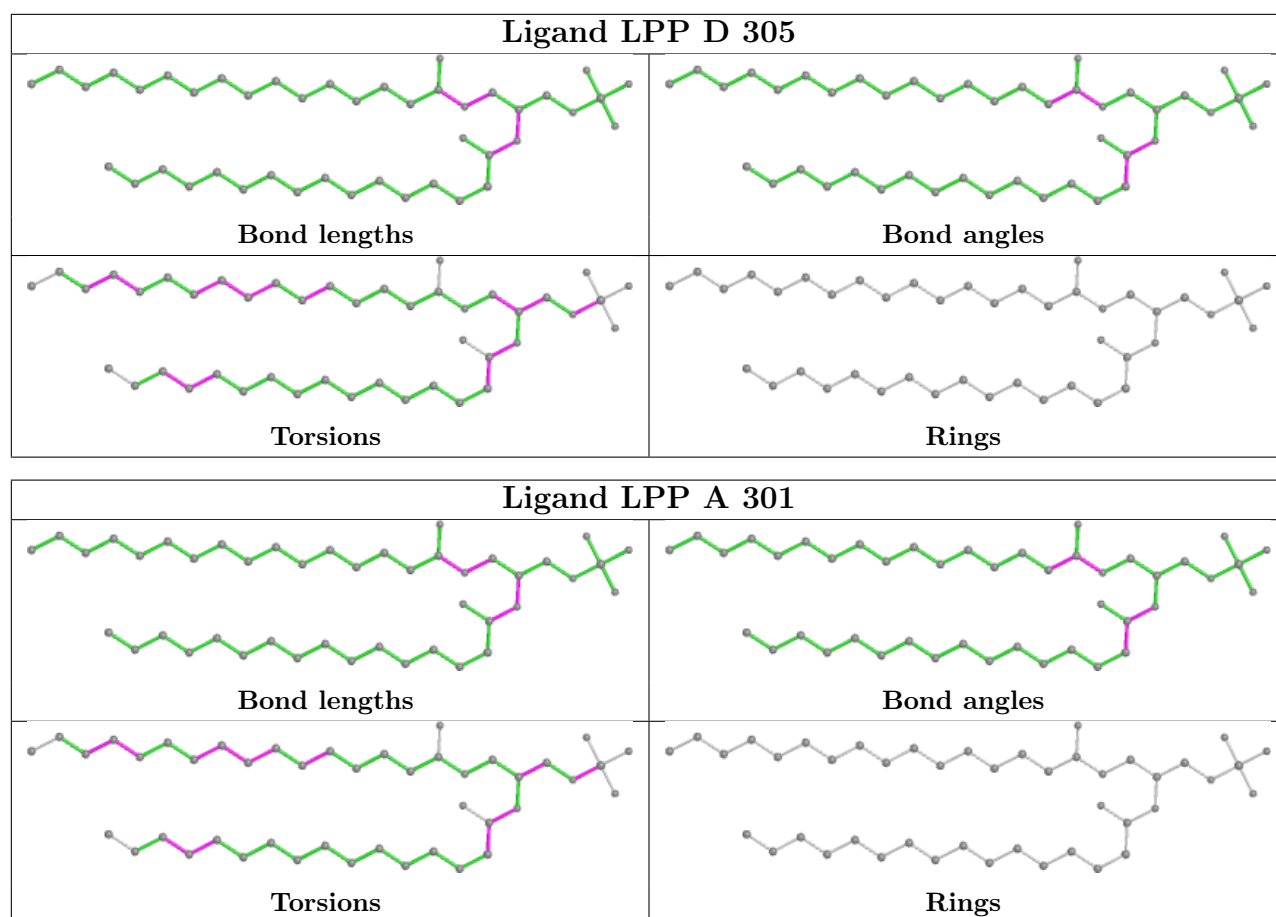 Ligand LPP D 305
Bond lengths
Bond angles
Torsions
Rings
Ligand LPP A 301
Bond lengths
Bond angles
Torsions
Rings